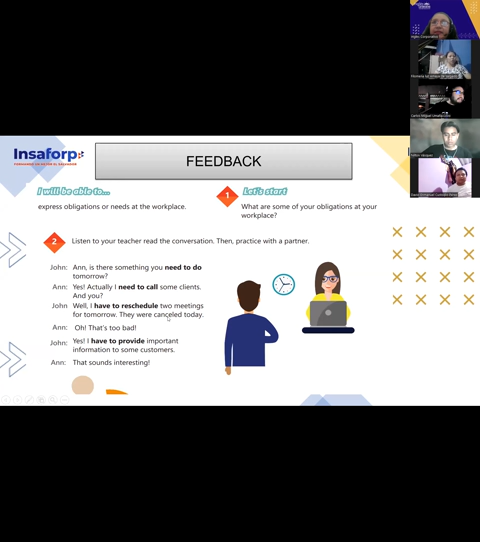 Insaforp
FEEDBACK
I will be able to...
express obligations or needs at the workplace.
1
Let's start
What are some of your obligations at your
workplace?
2
Listen to your teacher read the conversation. Then, practice with a partner.
John: Ann, is there something you need to do
tomorrow?
Ann: Yes! Actually I need to call some clients.
And you?
John Well, I have to reschedule two meetings
for tomorrow. They were canceled today.
Ann: Oh! That's too bad!
John: Yes! I have to provide important
information to some customers.
Ann: That sounds interesting!